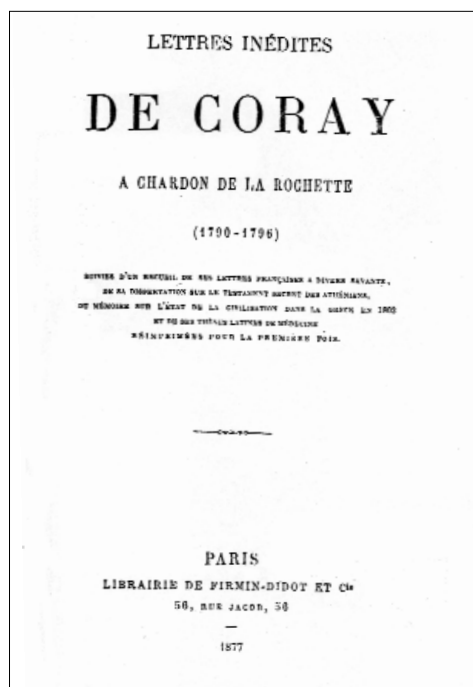 LETTRES INÉDITES
DE CORAY
A CHARDON DE LA ROCHETTE
(1790-1796)
SUIVIES D'UN RECUEIL DE SES LETTRES FRANÇAISES A DIVERS SAVANTS,
DE SA DISSERTATION SUR LE TESTAMENT SECRET DES ATHÉNIENS,
DU MÉMOIRE SUR L'ÉTAT DE LA CIVILISATION DANS LA GRÈCE EN 1803
ET DE SES THÈSES LATINES DE MÉDECINE
RÉIMPRIMÉES POUR LA PREMIÈRE FOIS.
PARIS
LIBRAIRIE DE FIRMIN-DIDOT ET Cie
56, RUE JACOB, 56
1877